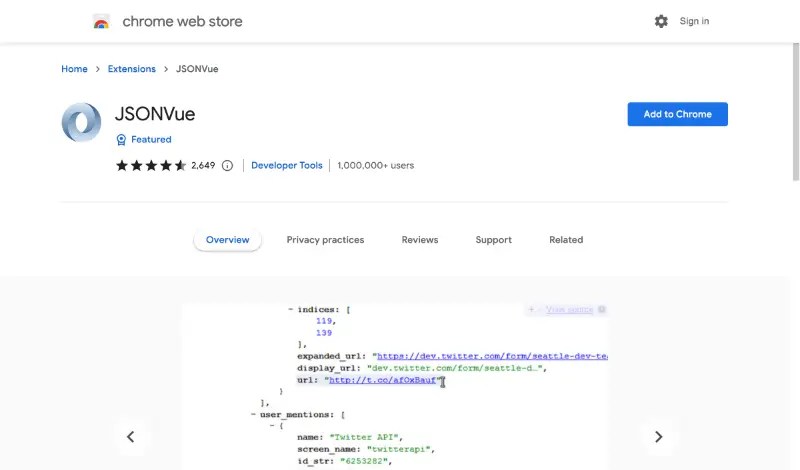 chrome web store
Sign in
Home > Extensions > JSONVue
JSONVue
Add to Chrome
Featured
2,649 Developer Tools 1,000,000+ users
Overview Privacy practices Reviews Support Related
- indices: [ + - View source
119,
139
],
expanded_url: "https://dev.twitter.com/form/seattle-dev-tea
display_url: "dev.twitter.com/form/seattle-d…",
url: "http://t.co/afOxBauf"
}
],
- user_mentions: [
- {
name: "Twitter API",
screen_name: "twitterapi",
id_str: "6253282",